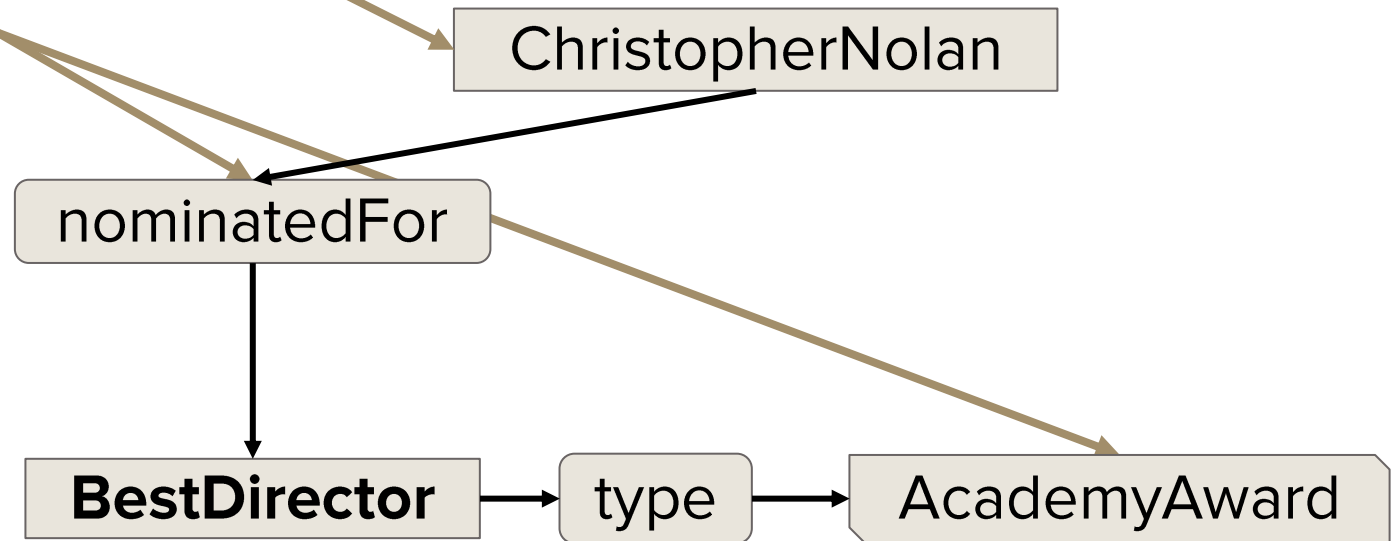 ChristopherNolan
nominatedFor
BestDirector
type
AcademyAward